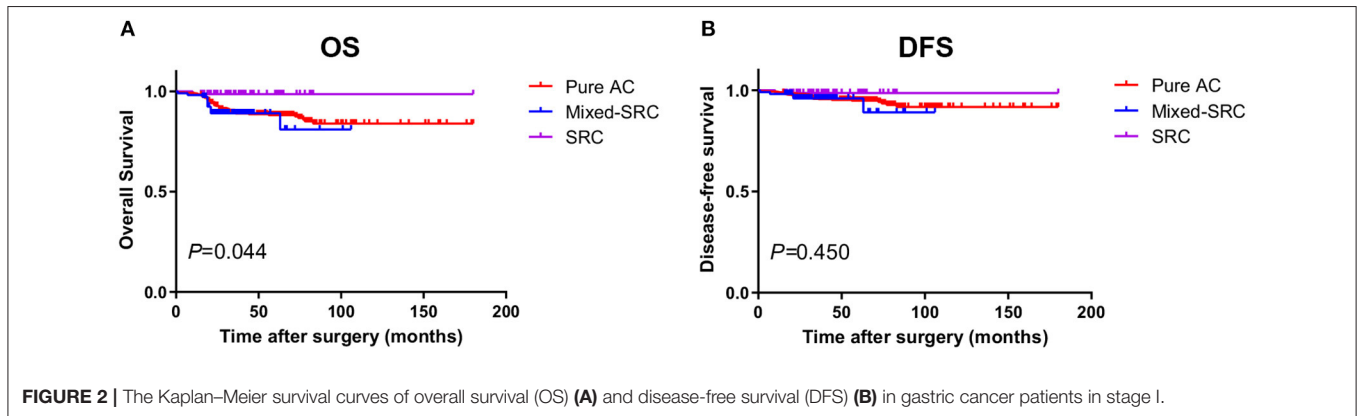 A
OS
Overall Survival
1.0
0.5
0.0
P=0.044
0
50
100
150
200
Time after surgery (months)
Pure AC
Mixed-SRC
SRC
B
DFS
Disease-free survival
1.0
0.5
0.0
P=0.450
0
50
100
150
200
Time after surgery (months)
Pure AC
Mixed-SRC
SRC
FIGURE 2 | The Kaplan–Meier survival curves of overall survival (OS) (A) and disease-free survival (DFS) (B) in gastric cancer patients in stage I.